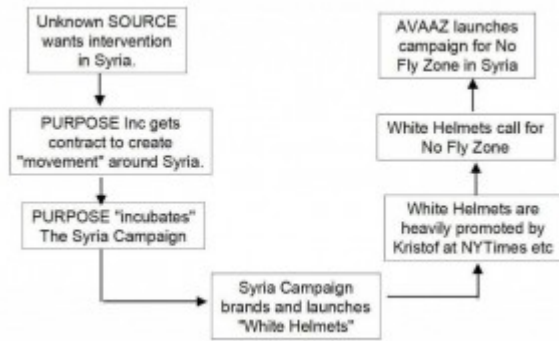 Unknown SOURCE
wants intervention
in Syria.
PURPOSE Inc gets
contract to create
"movement" around Syria.
PURPOSE "incubates"
The Syria Campaign
Syria Campaign
brands and launches
"White Helmets"
White Helmets are
heavily promoted by
Kristof at NYTimes etc
White Helmets call for
No Fly Zone
AVAAZ launches
campaign for No
Fly Zone in Syria